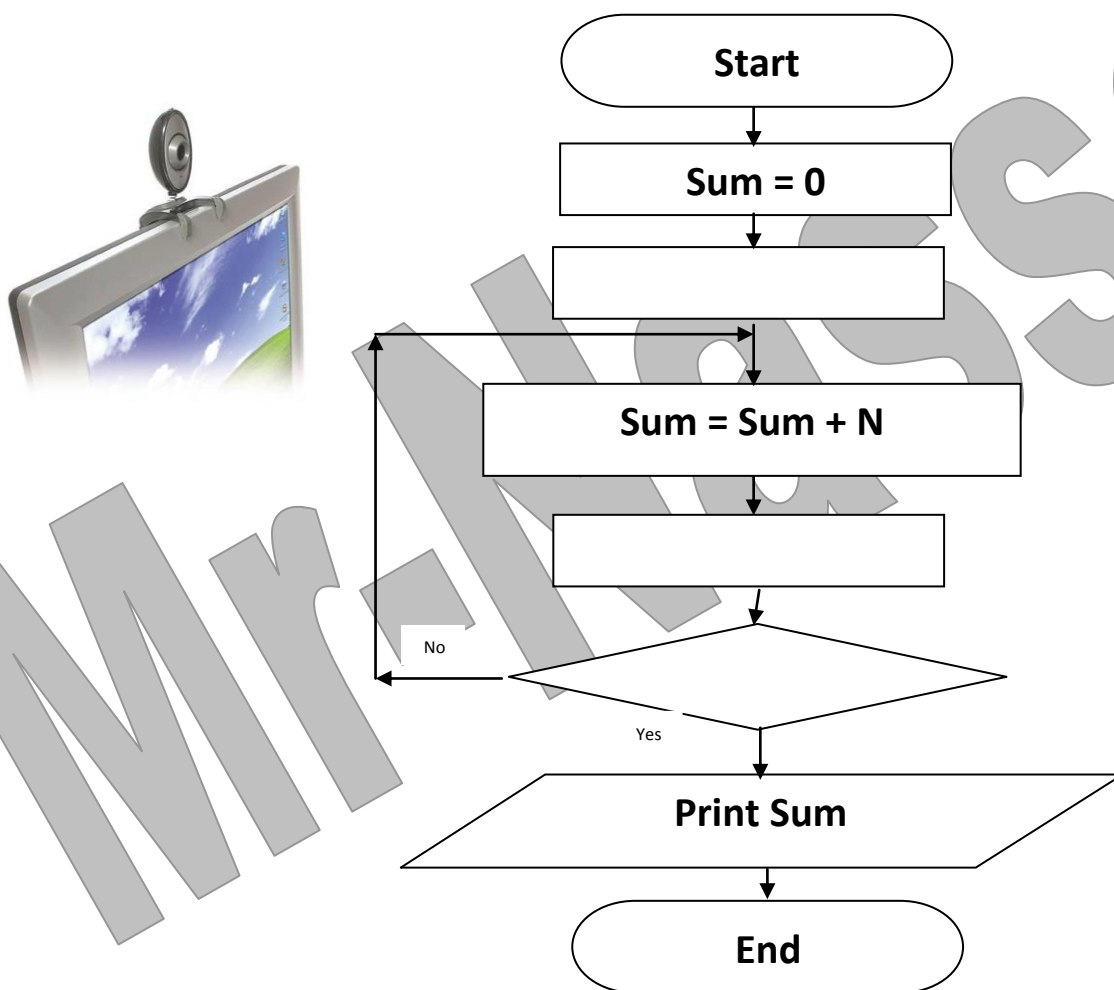 Start
Sum = 0
Sum = Sum + N
No
Yes
Print Sum
End
Mr.Nass